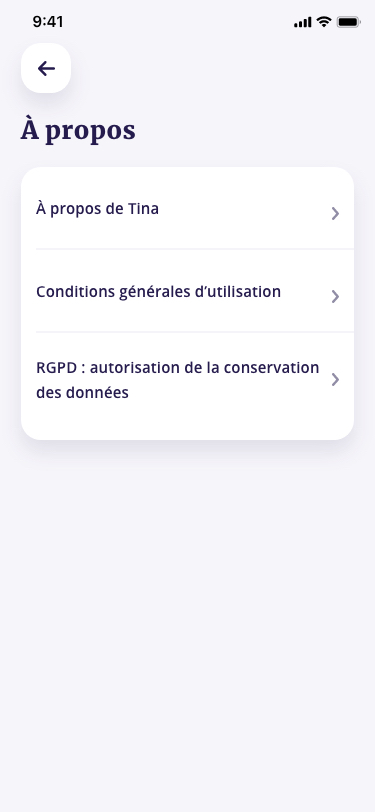 9:41
À propos
À propos de Tina
Conditions générales d’utilisation
RGPD : autorisation de la conservation
des données